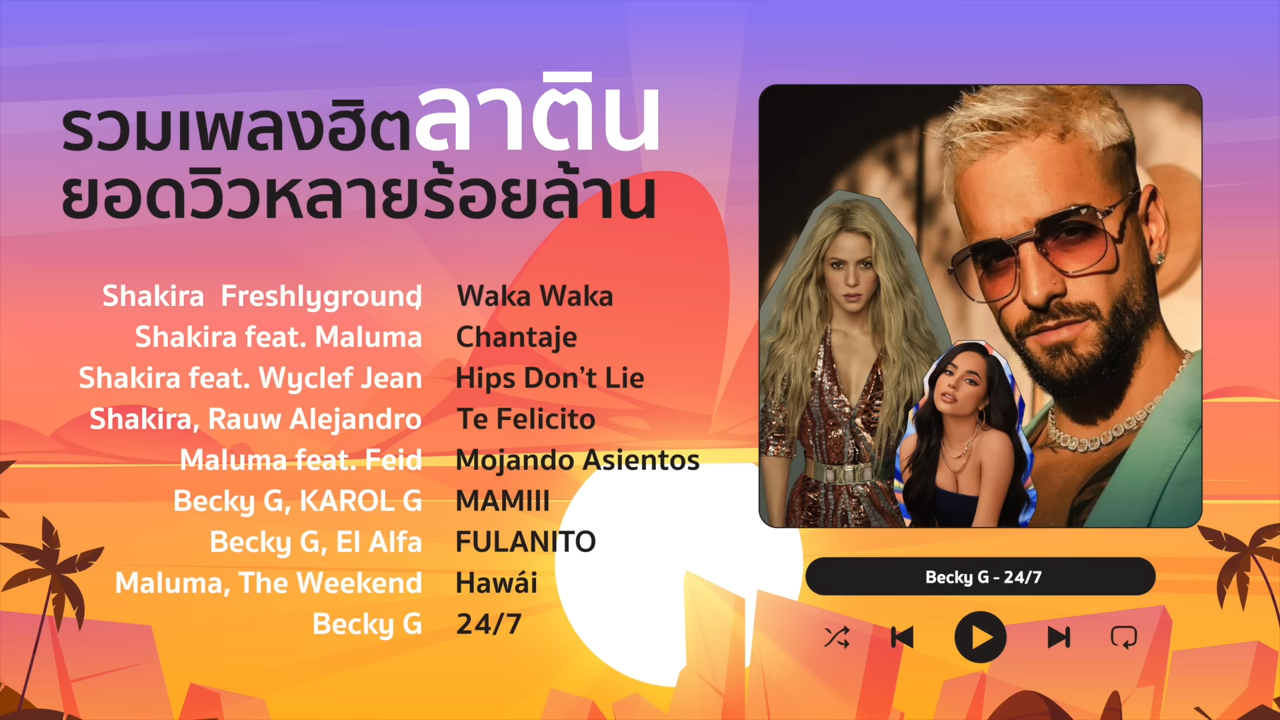 รวมเพลงฮิตลาติน
ยอดวิวหลายร้อยล้าน
Shakira Freshlyground, Waka Waka
Shakira feat. Maluma Chantaje
Shakira feat. Wyclef Jean Hips Don’t Lie
Shakira, Rauw Alejandro Te Felicito
Maluma feat. Feid Mojando Asientos
Becky G, KAROL G MAMIII
Becky G, El Alfa FULANITO
Maluma, The Weekend Hawái
Becky G 24/7
Becky G - 24/7